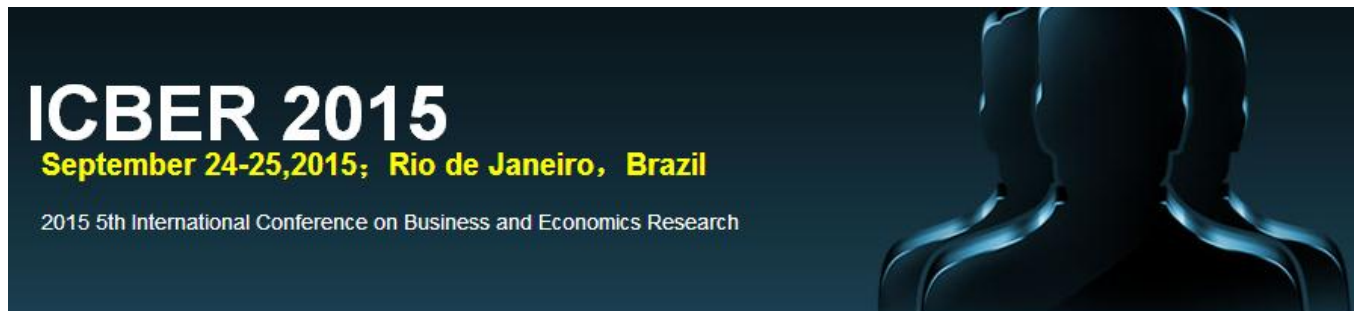 ICBER 2015
September 24-25,2015；Rio de Janeiro，Brazil
2015 5th International Conference on Business and Economics Research